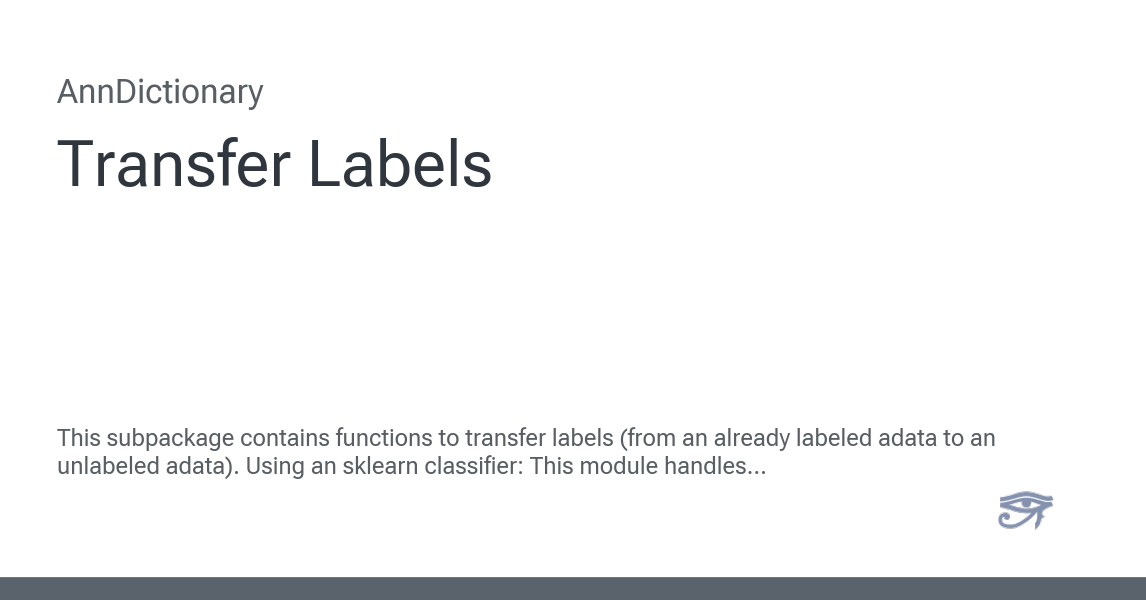 AnnDictionary
Transfer Labels
This subpackage contains functions to transfer labels (from an already labeled adata to an
unlabeled adata). Using an sklearn classifier: This module handles...